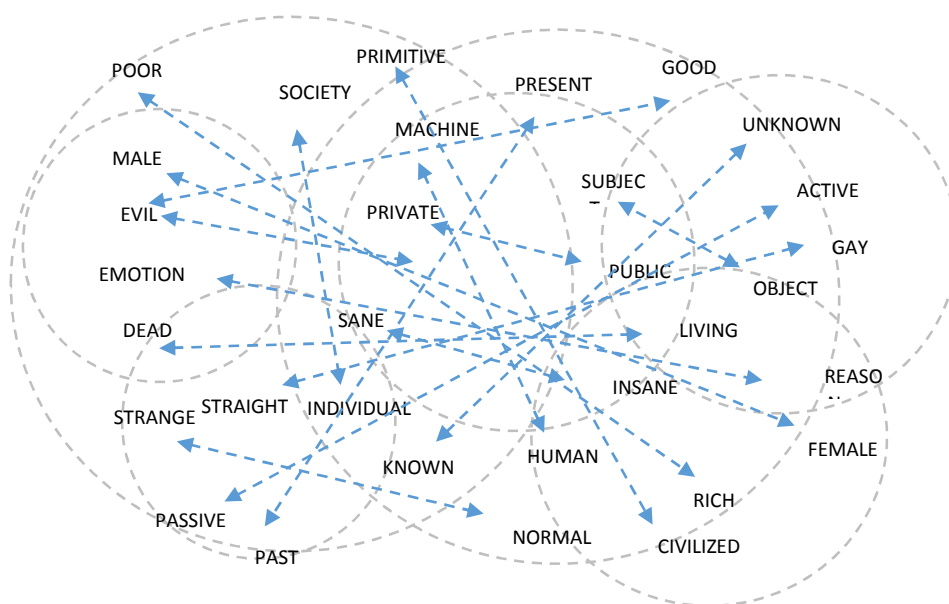 PRIMITIVE
POOR
GOOD
PRESENT
SOCIETY
MACHINE
UNKNOWN
MALE
SUBJEC
ACTIVE
PRIVATE
EVIL
GAY
PUBLIC
EMOTION
OBJECT
SANE
DEAD
LIVING
REASO
INSANE
STRAIGHT
INDIVIDUAL
STRANGE
FEMALE
HUMAN
KNOWN
RICH
PASSIVE
NORMAL
CIVILIZED
PAST